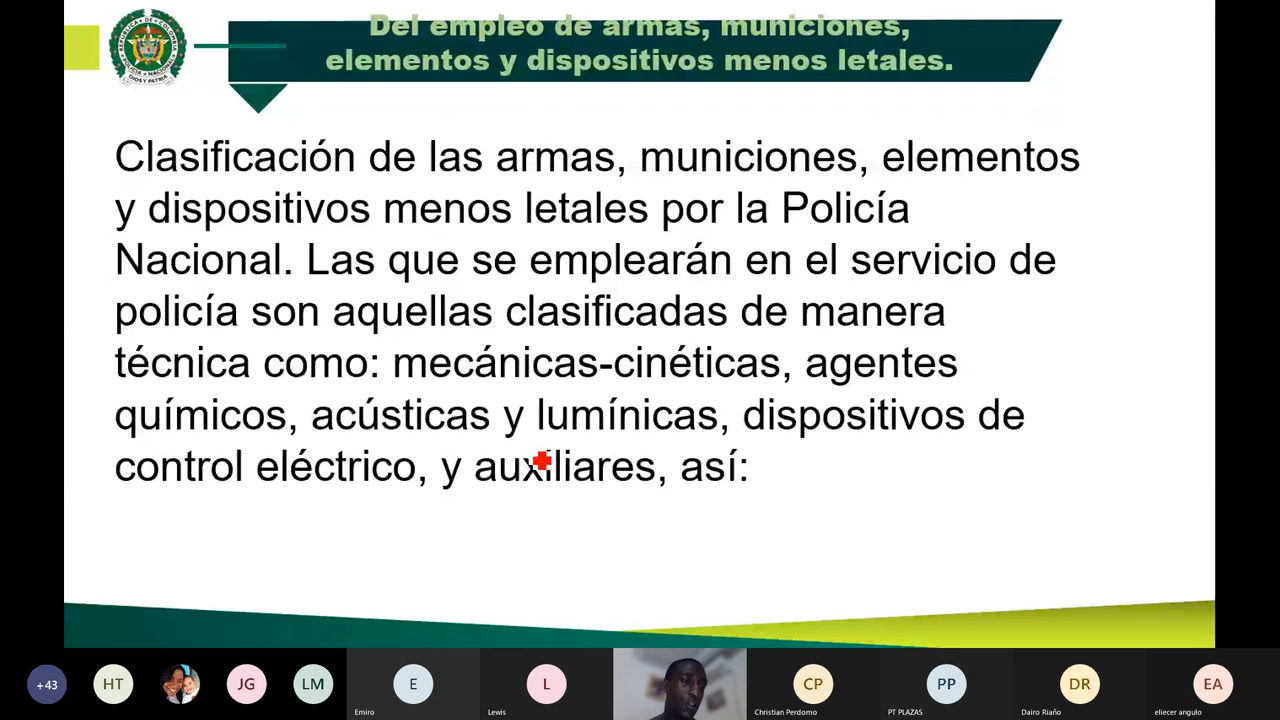 Del empleo de armas, municiones,
elementos y dispositivos menos letales.
Clasificación de las armas, municiones, elementos
y dispositivos menos letales por la Policía
Nacional. Las que se emplearán en el servicio de
policía son aquellas clasificadas de manera
técnica como: mecánicas-cinéticas, agentes
químicos, acústicas y lumínicas, dispositivos de
control eléctrico, y auxiliares, así:
+43
HT
JG
LM
E
L
CP
PP
DR
EA
Emiro
Lewis
Christian Perdomo
PT PLAZAS
Dairo Riaño
eliecer angulo